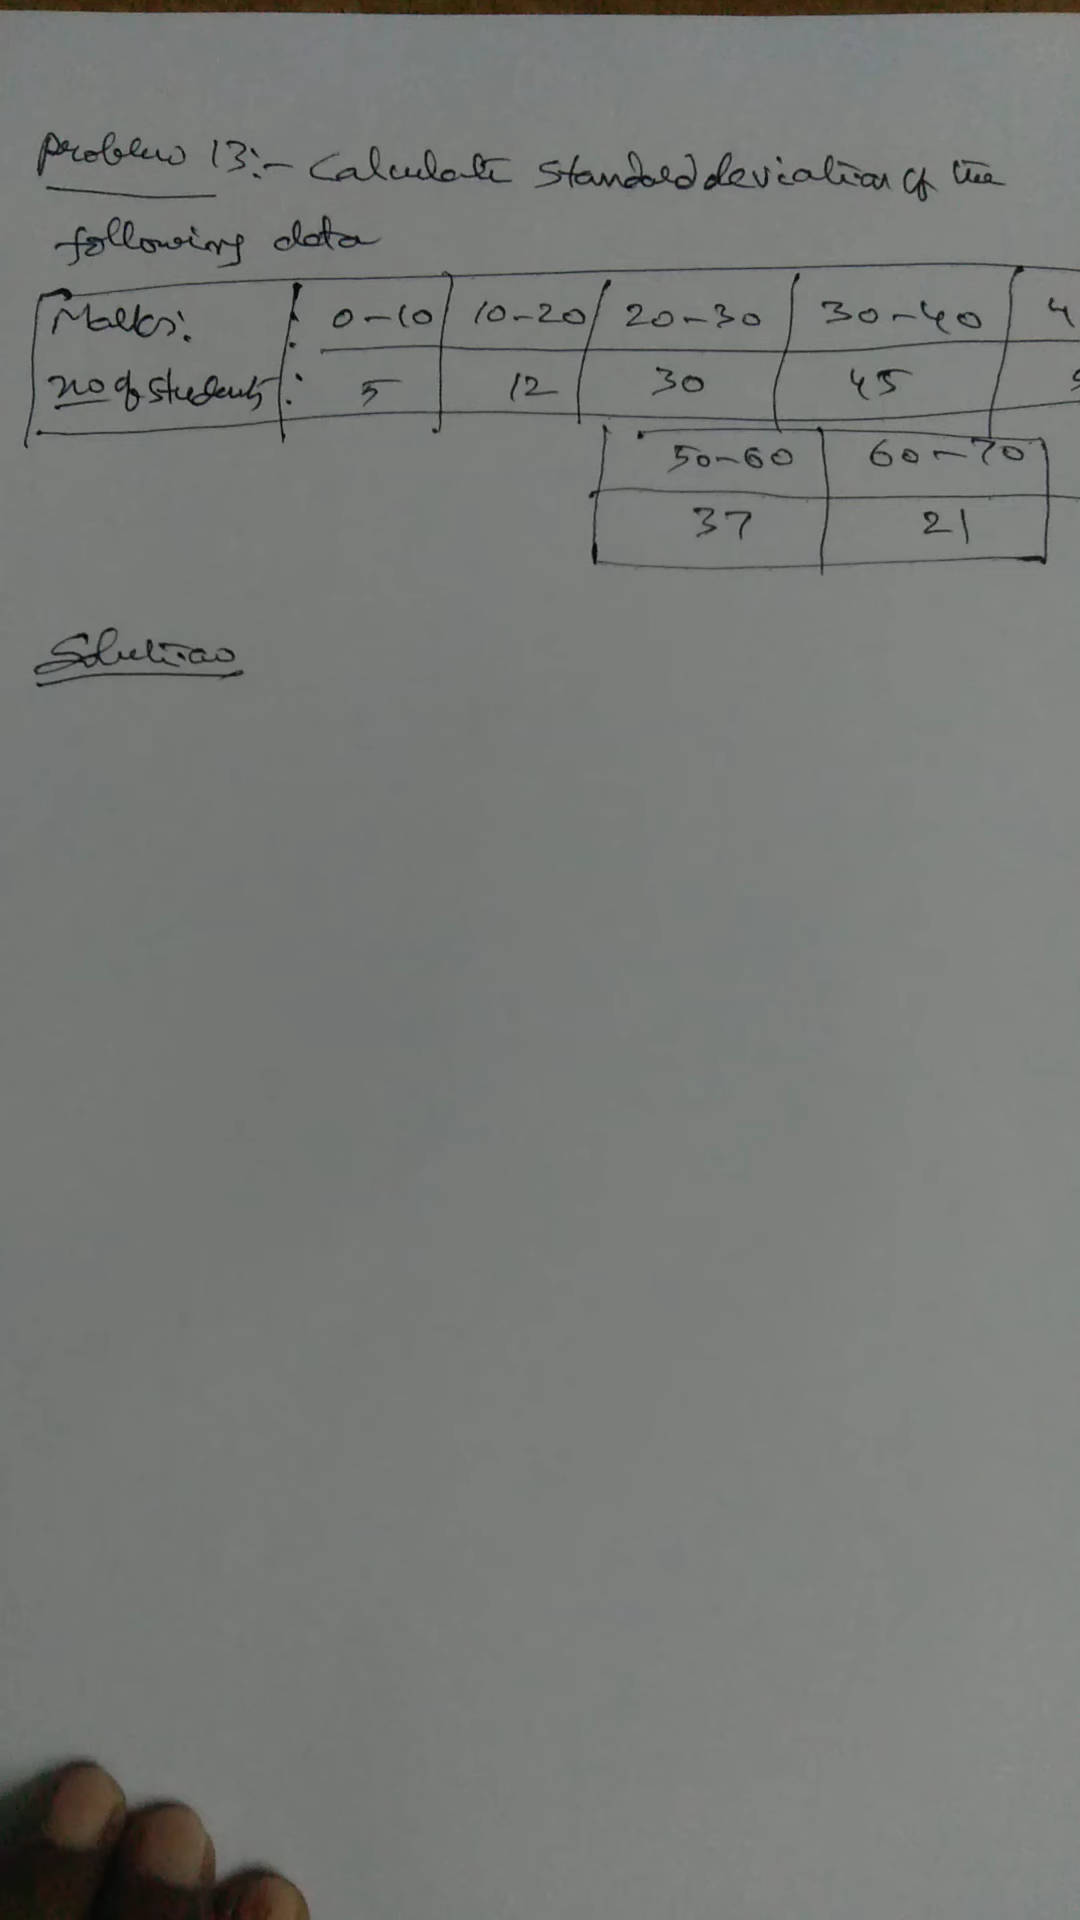 Problem 13:- Calculate Standard deviation of the
following data
Marks: : 0-10 10-20 20-30 30-40 4
no of students : 5 12 30 45
50-60 60-70
37 21
Solution